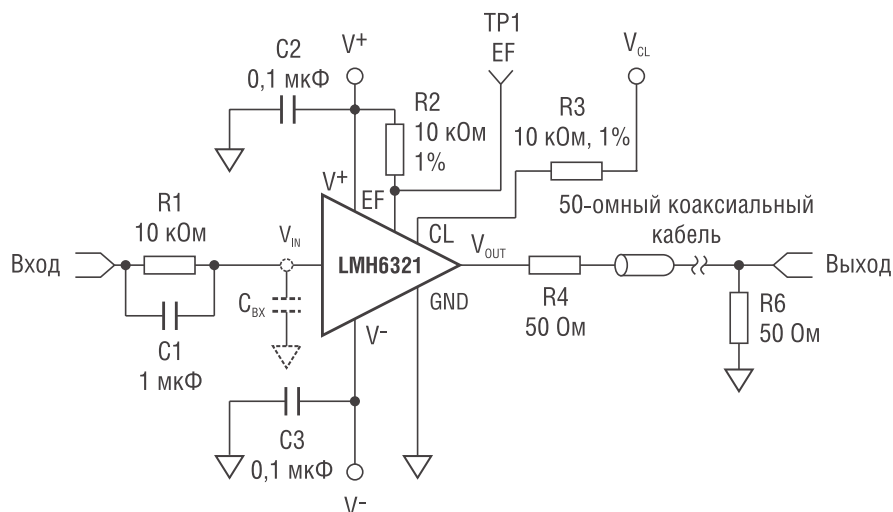 TP1
EF
C2
0,1 мкФ
V+
VCL
R2
10 кОм
1%
R3
10 кОм, 1%
V+
EF
R1
10 кОм
VIN
CL
50-омный коаксиальный
кабель
VOUT
Вход
LMH6321
Выход
CВХ
GND
R4
50 Ом
R6
50 Ом
C1
1 мкФ
V-
C3
0,1 мкФ
V-